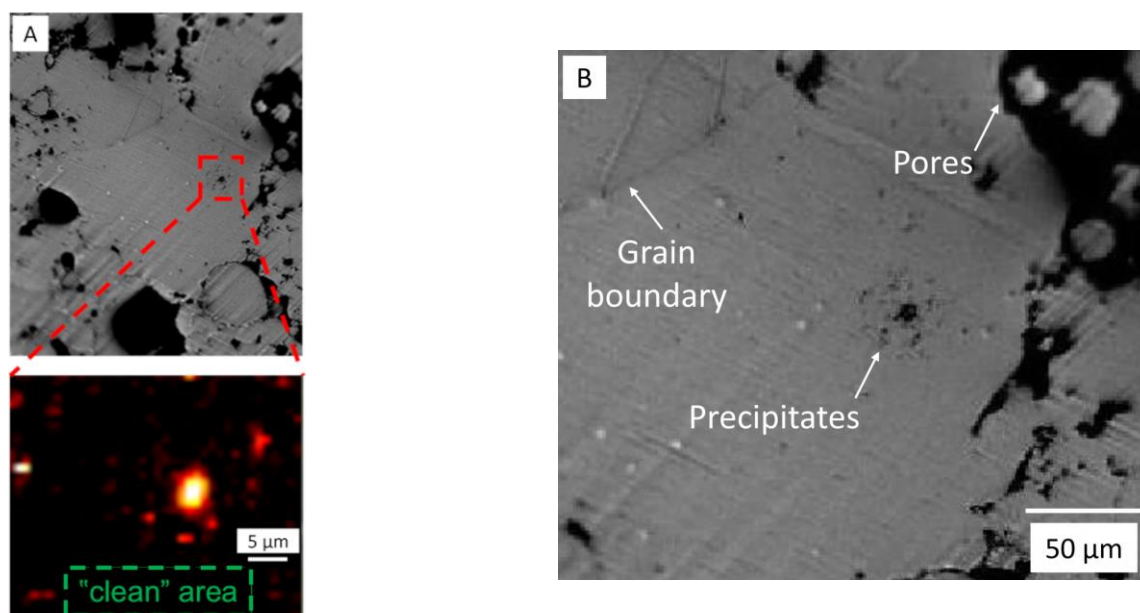 A
5 µm
"clean" area
B
Pores
Grain
boundary
Precipitates
50 µm